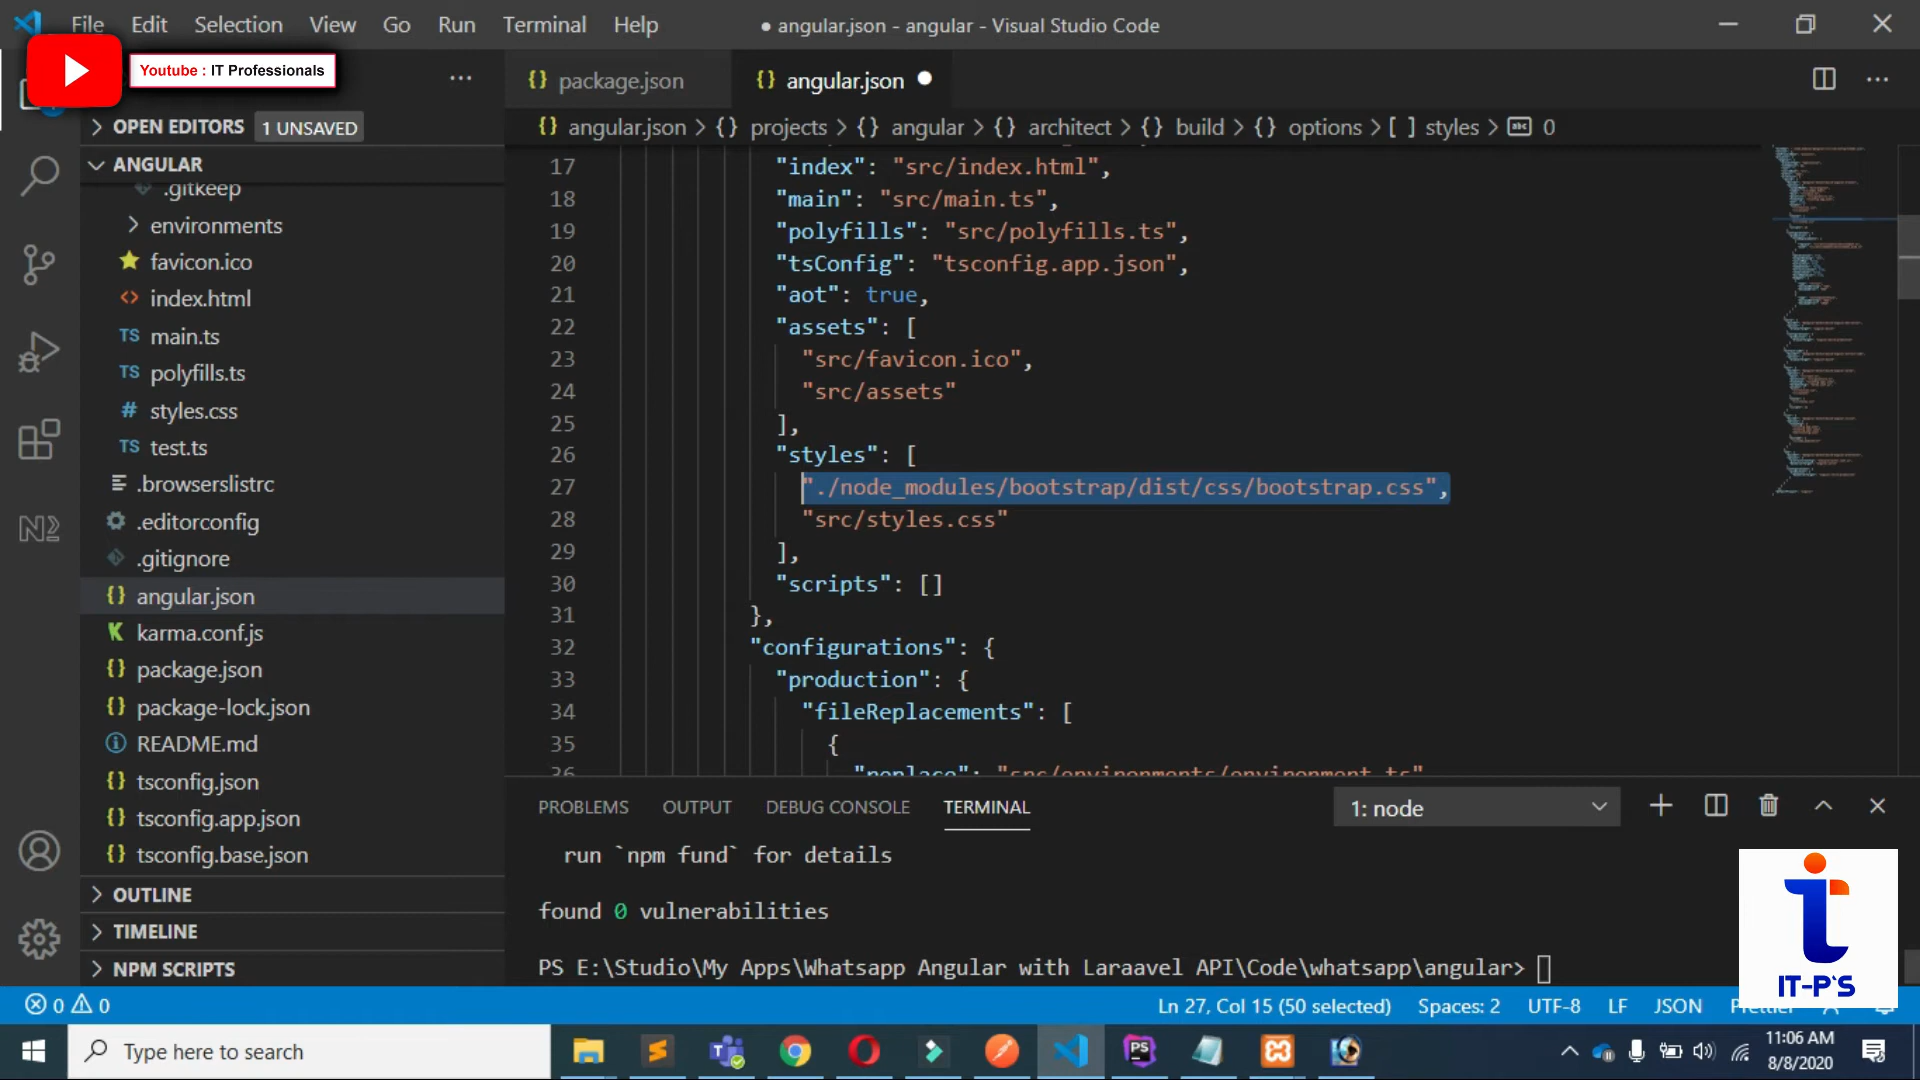 File Edit Selection View Go Run Terminal Help
● angular.json - angular - Visual Studio Code
Youtube : IT Professionals
package.json
angular.json
OPEN EDITORS 1 UNSAVED
angular.json > {} projects > {} angular > {} architect > {} build > {} options > [ ] styles > abc 0
ANGULAR
.gitkeep
environments
favicon.ico
index.html
TS main.ts
TS polyfills.ts
# styles.css
TS test.ts
.browserslistrc
.editorconfig
.gitignore
{} angular.json
karma.conf.js
{} package.json
{} package-lock.json
README.md
{} tsconfig.json
{} tsconfig.app.json
{} tsconfig.base.json
OUTLINE
TIMELINE
NPM SCRIPTS
17 "index": "src/index.html",
18 "main": "src/main.ts",
19 "polyfills": "src/polyfills.ts",
20 "tsConfig": "tsconfig.app.json",
21 "aot": true,
22 "assets": [
23 "src/favicon.ico",
24 "src/assets"
25 ],
26 "styles": [
27 "./node_modules/bootstrap/dist/css/bootstrap.css",
28 "src/styles.css"
29 ],
30 "scripts": []
31 },
32 "configurations": {
33 "production": {
34 "fileReplacements": [
35 {
36 "replace": "src/environments/environment.ts"
PROBLEMS OUTPUT DEBUG CONSOLE TERMINAL
1: node
run `npm fund` for details
found 0 vulnerabilities
PS E:\Studio\My Apps\Whatsapp Angular with Laraavel API\Code\whatsapp\angular>
IT-P'S
0 0
Ln 27, Col 15 (50 selected) Spaces: 2 UTF-8 LF JSON
Type here to search
11:06 AM
8/8/2020